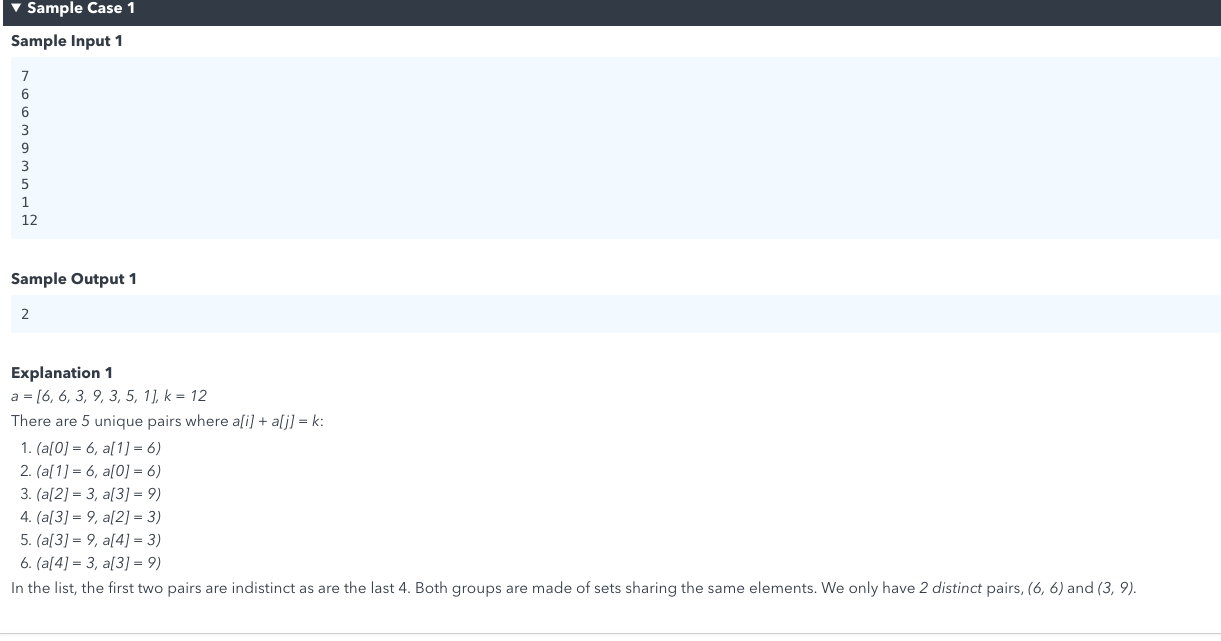 ▼ Sample Case 1
Sample Input 1
7
6
6
3
9
3
5
1
12
Sample Output 1
2
Explanation 1
a = [6, 6, 3, 9, 3, 5, 1], k = 12
There are 5 unique pairs where a[i] + a[j] = k:
1. (a[0] = 6, a[1] = 6)
2. (a[1] = 6, a[0] = 6)
3. (a[2] = 3, a[3] = 9)
4. (a[3] = 9, a[2] = 3)
5. (a[3] = 9, a[4] = 3)
6. (a[4] = 3, a[3] = 9)
In the list, the first two pairs are indistinct as are the last 4. Both groups are made of sets sharing the same elements. We only have 2 distinct pairs, (6, 6) and (3, 9).